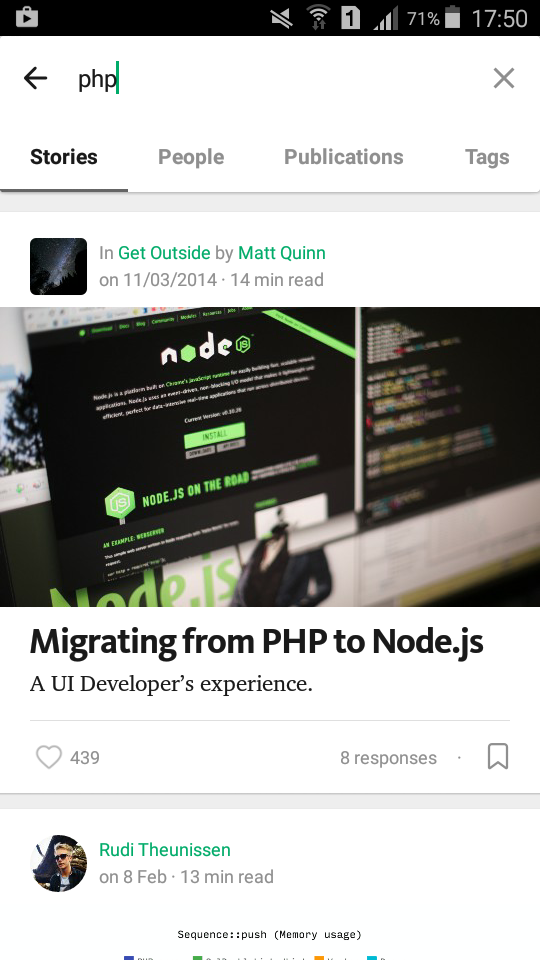 1
71%
17:50
php
Stories
People
Publications
Tags
In Get Outside by Matt Quinn
on 11/03/2014 · 14 min read
node JS
Node.js is a platform built on Chrome's JavaScript runtime for easily building fast, scalable network
applications. Node.js uses an event-driven, non-blocking I/O model that makes it lightweight and
efficient, perfect for data-intensive real-time applications that run across distributed devices.
INSTALL
NODE.JS ON THE ROAD
AN EXAMPLE: WEBSERVER
Node.js
Migrating from PHP to Node.js
A UI Developer’s experience.
439
8 responses ·
Rudi Theunissen
on 8 Feb · 13 min read
Sequence::push (Memory usage)